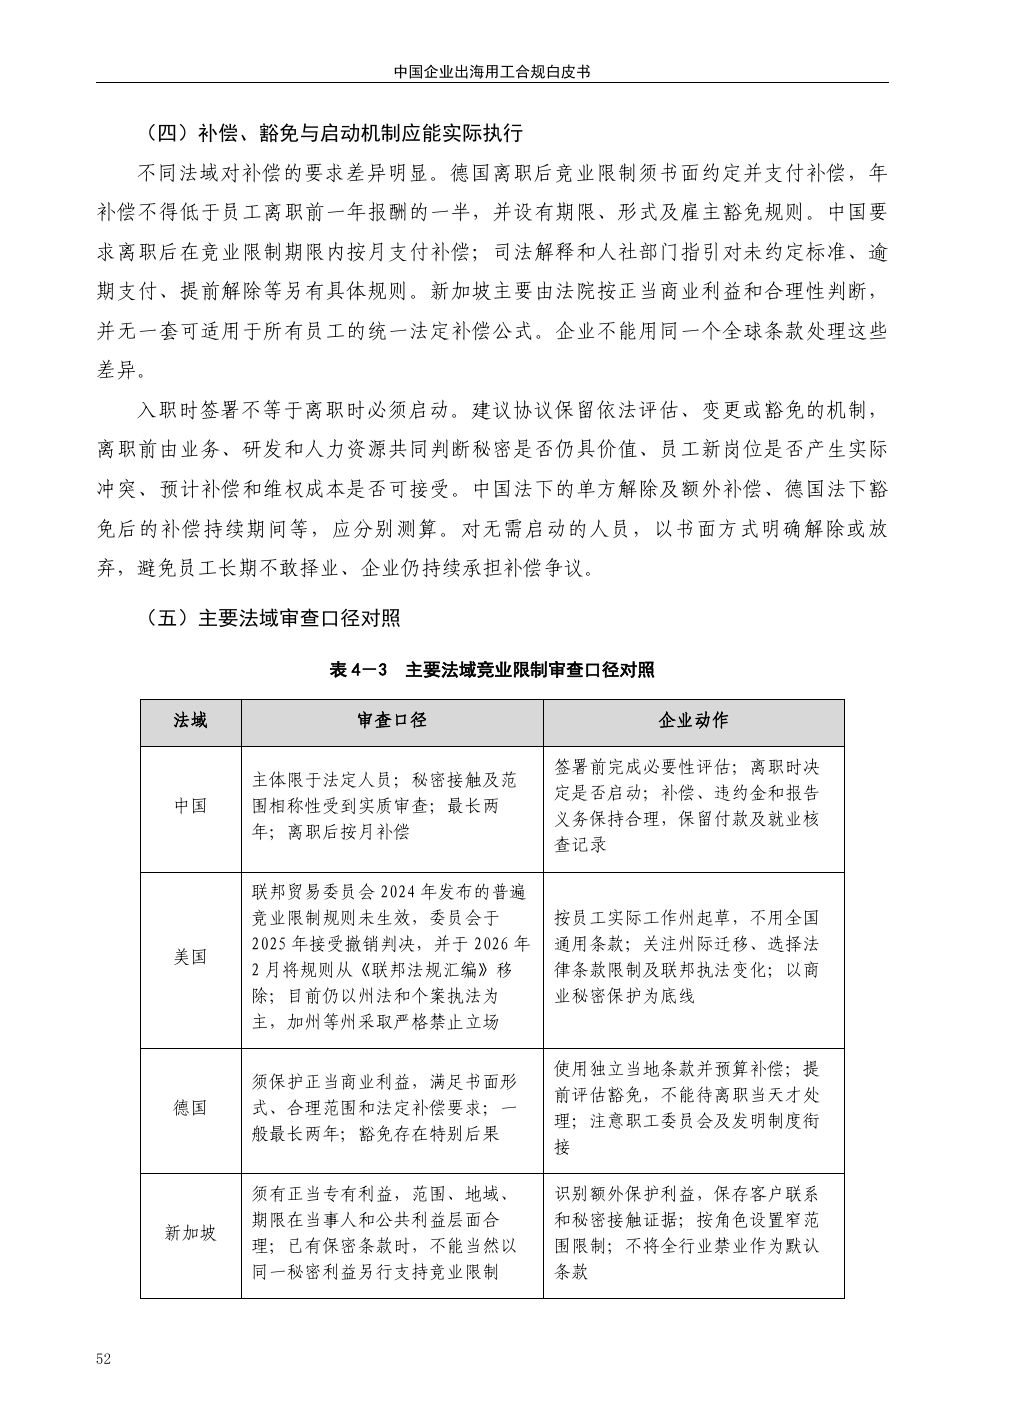 中国企业出海用工合规白皮书
（四）补偿、豁免与启动机制应能实际执行
不同法域对补偿的要求差异明显。德国离职后竞业限制须书面约定并支付补偿，年
补偿不得低于员工离职前一年报酬的一半，并设有期限、形式及雇主豁免规则。中国要
求离职后在竞业限制期限内按月支付补偿；司法解释和人社部门指引对未约定标准、逾
期支付、提前解除等另有具体规则。新加坡主要由法院按正当商业利益和合理性判断，
并无一套可适用于所有员工的统一法定补偿公式。企业不能用同一个全球条款处理这些
差异。
入职时签署不等于离职时必须启动。建议协议保留依法评估、变更或豁免的机制，
离职前由业务、研发和人力资源共同判断秘密是否仍具价值、员工新岗位是否产生实际
冲突、预计补偿和维权成本是否可接受。中国法下的单方解除及额外补偿、德国法下豁
免后的补偿持续期间等，应分别测算。对无需启动的人员，以书面方式明确解除或放
弃，避免员工长期不敢择业、企业仍持续承担补偿争议。
（五）主要法域审查口径对照
表 4－3　主要法域竞业限制审查口径对照
法域　审查口径　企业动作
中国
主体限于法定人员；秘密接触及范
围相称性受到实质审查；最长两
年；离职后按月补偿
签署前完成必要性评估；离职时决
定是否启动；补偿、违约金和报告
义务保持合理，保留付款及就业核
查记录
美国
联邦贸易委员会 2024 年发布的普遍
竞业限制规则未生效，委员会于
2025 年接受撤销判决，并于 2026 年
2 月将规则从《联邦法规汇编》移
除；目前仍以州法和个案执法为
主，加州等州采取严格禁止立场
按员工实际工作州起草，不用全国
通用条款；关注州际迁移、选择法
律条款限制及联邦执法变化；以商
业秘密保护为底线
德国
须保护正当商业利益，满足书面形
式、合理范围和法定补偿要求；一
般最长两年；豁免存在特别后果
使用独立当地条款并预算补偿；提
前评估豁免，不能待离职当天才处
理；注意职工委员会及发明制度衔
接
新加坡
须有正当专有利益，范围、地域、
期限在当事人和公共利益层面合
理；已有保密条款时，不能当然以
同一秘密利益另行支持竞业限制
识别额外保护利益，保存客户联系
和秘密接触证据；按角色设置窄范
围限制；不将全行业禁业作为默认
条款
52